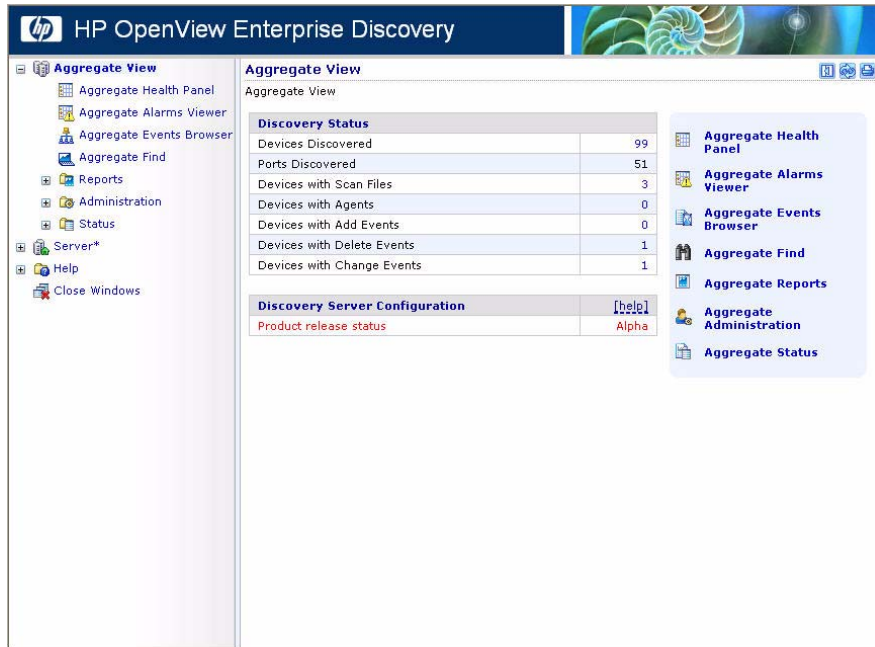 hp HP OpenView Enterprise Discovery
Aggregate View
Aggregate Health Panel
Aggregate Alarms Viewer
Aggregate Events Browser
Aggregate Find
Reports
Administration
Status
Server*
Help
Close Windows
Aggregate View
Aggregate View
Discovery Status
Devices Discovered 99
Ports Discovered 51
Devices with Scan Files 3
Devices with Agents 0
Devices with Add Events 0
Devices with Delete Events 1
Devices with Change Events 1
Discovery Server Configuration [help]
Product release status Alpha
Aggregate Health
Panel
Aggregate Alarms
Viewer
Aggregate Events
Browser
Aggregate Find
Aggregate Reports
Aggregate
Administration
Aggregate Status